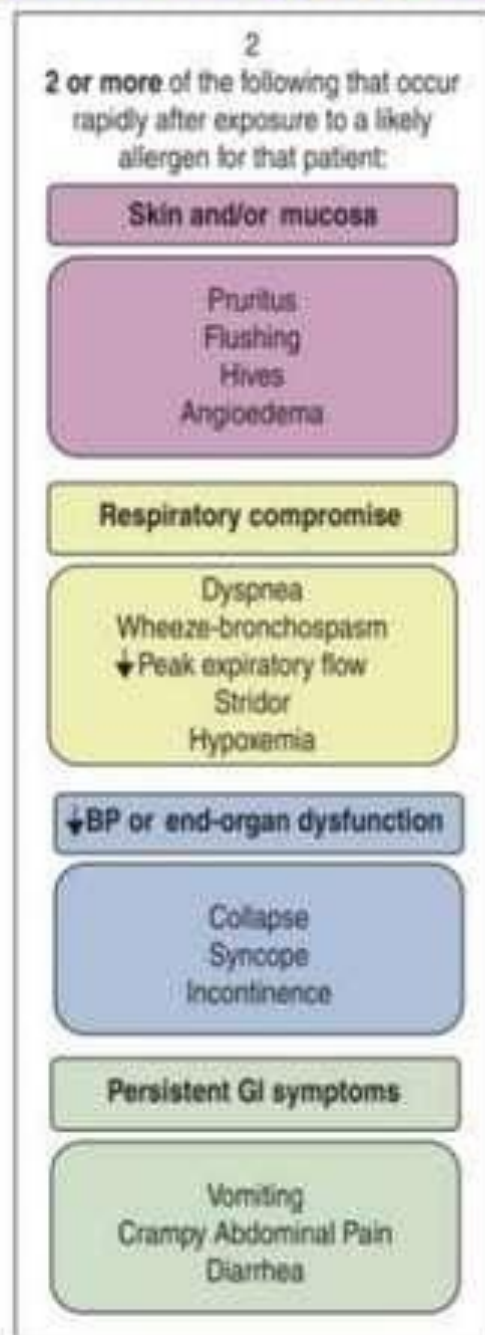 2
2 or more of the following that occur
rapidly after exposure to a likely
allergen for that patient:
Skin and/or mucosa
Pruritus
Flushing
Hives
Angioedema
Respiratory compromise
Dyspnea
Wheeze-bronchospasm
↓Peak expiratory flow
Stridor
Hypoxemia
↓BP or end-organ dysfunction
Collapse
Syncope
Incontinence
Persistent GI symptoms
Vomiting
Crampy Abdominal Pain
Diarrhea